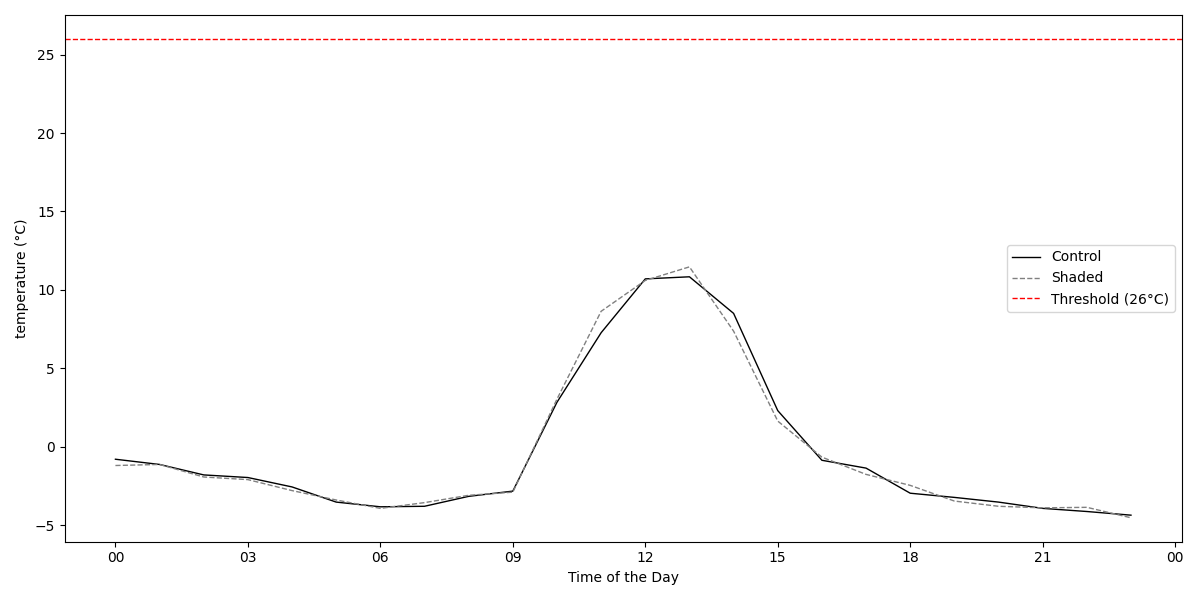 25
20
15
10
5
0
−5
temperature (°C)
Control
Shaded
Threshold (26°C)
00 03 06 09 12 15 18 21 00
Time of the Day